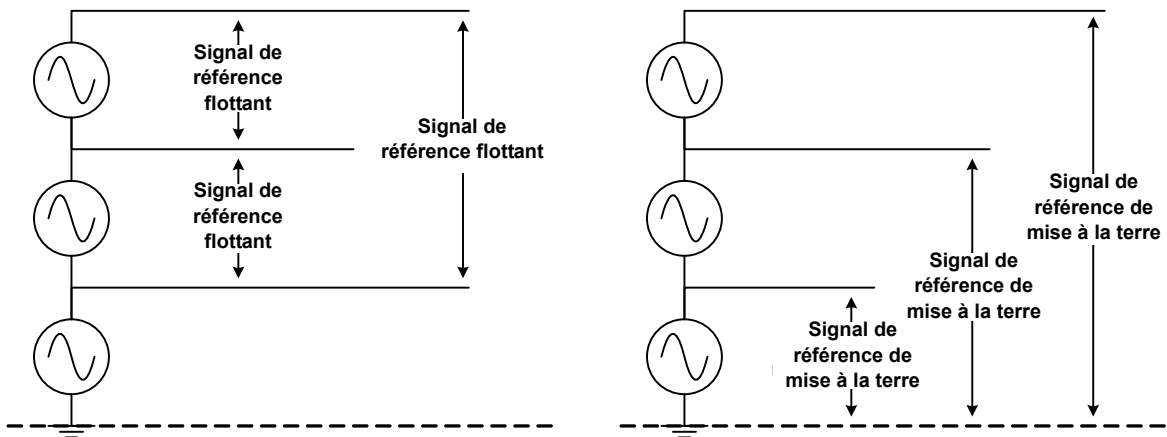 Signal de
référence
flottant
Signal de
référence flottant
Signal de
référence
flottant
Signal de
référence de
mise à la terre
Signal de
référence de
mise à la terre
Signal de
référence de
mise à la terre